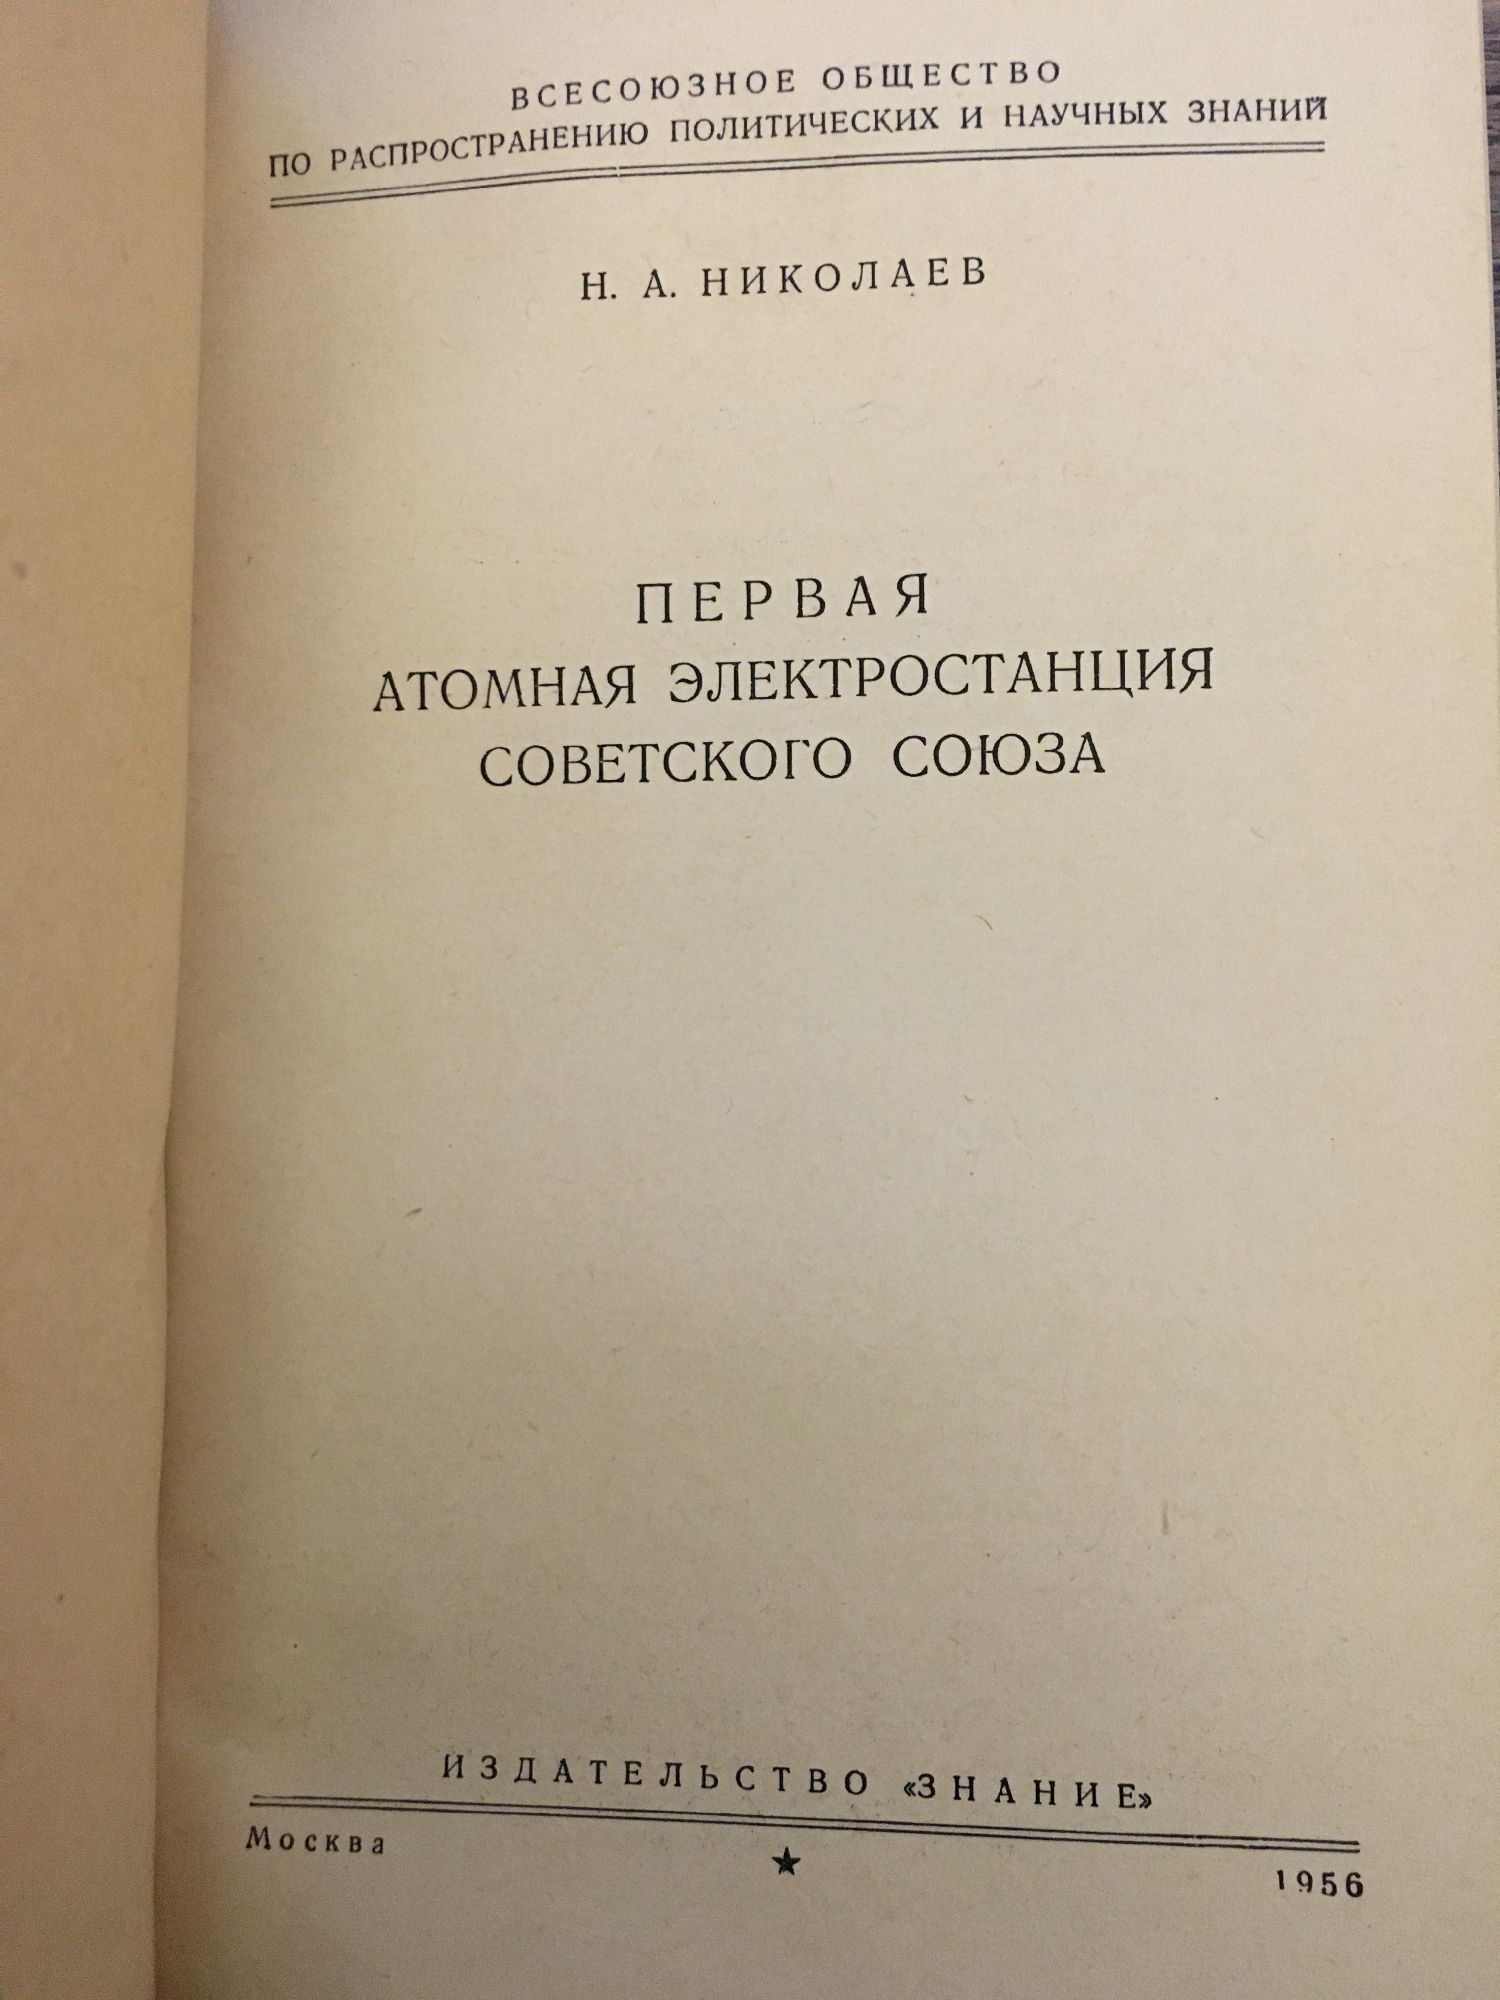 ВСЕСОЮЗНОЕ ОБЩЕСТВО
ПО РАСПРОСТРАНЕНИЮ ПОЛИТИЧЕСКИХ И НАУЧНЫХ ЗНАНИЙ
Н. А. НИКОЛАЕВ
ПЕРВАЯ
АТОМНАЯ ЭЛЕКТРОСТАНЦИЯ
СОВЕТСКОГО СОЮЗА
ИЗДАТЕЛЬСТВО «ЗНАНИЕ»
Москва ★ 1956